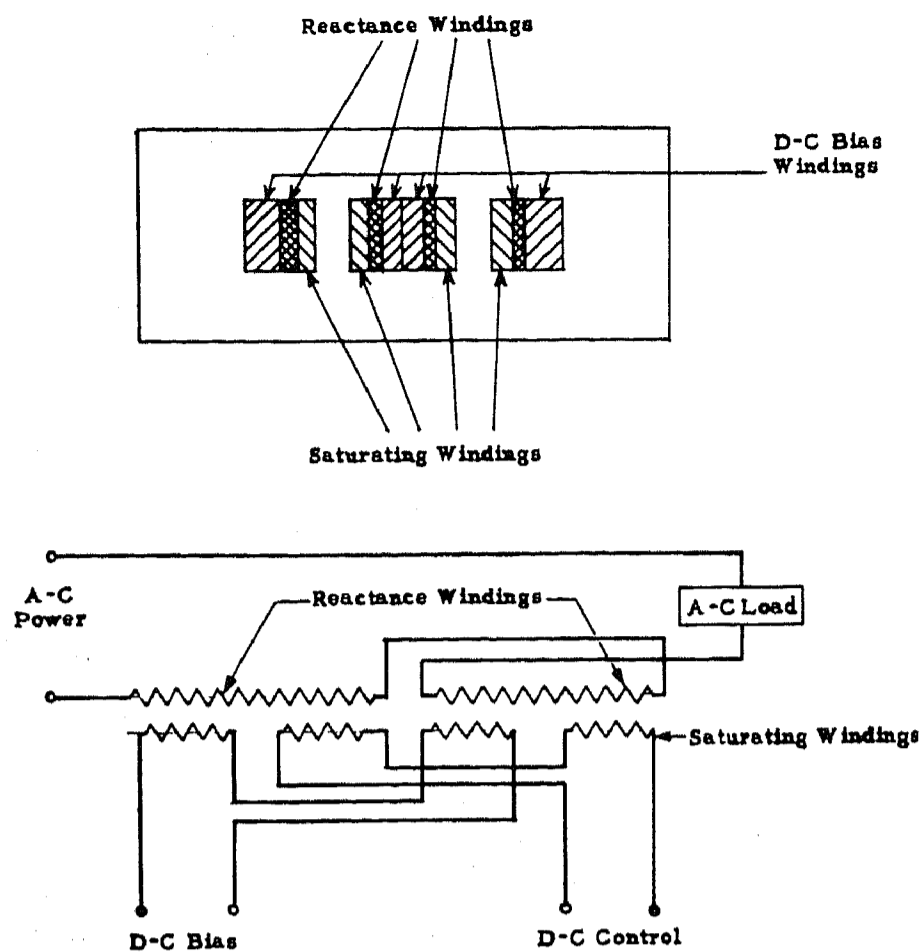 Reactance Windings
D-C Bias
Windings
Saturating Windings
A-C
Power
Reactance Windings
A-C Load
Saturating Windings
D-C Bias
D-C Control